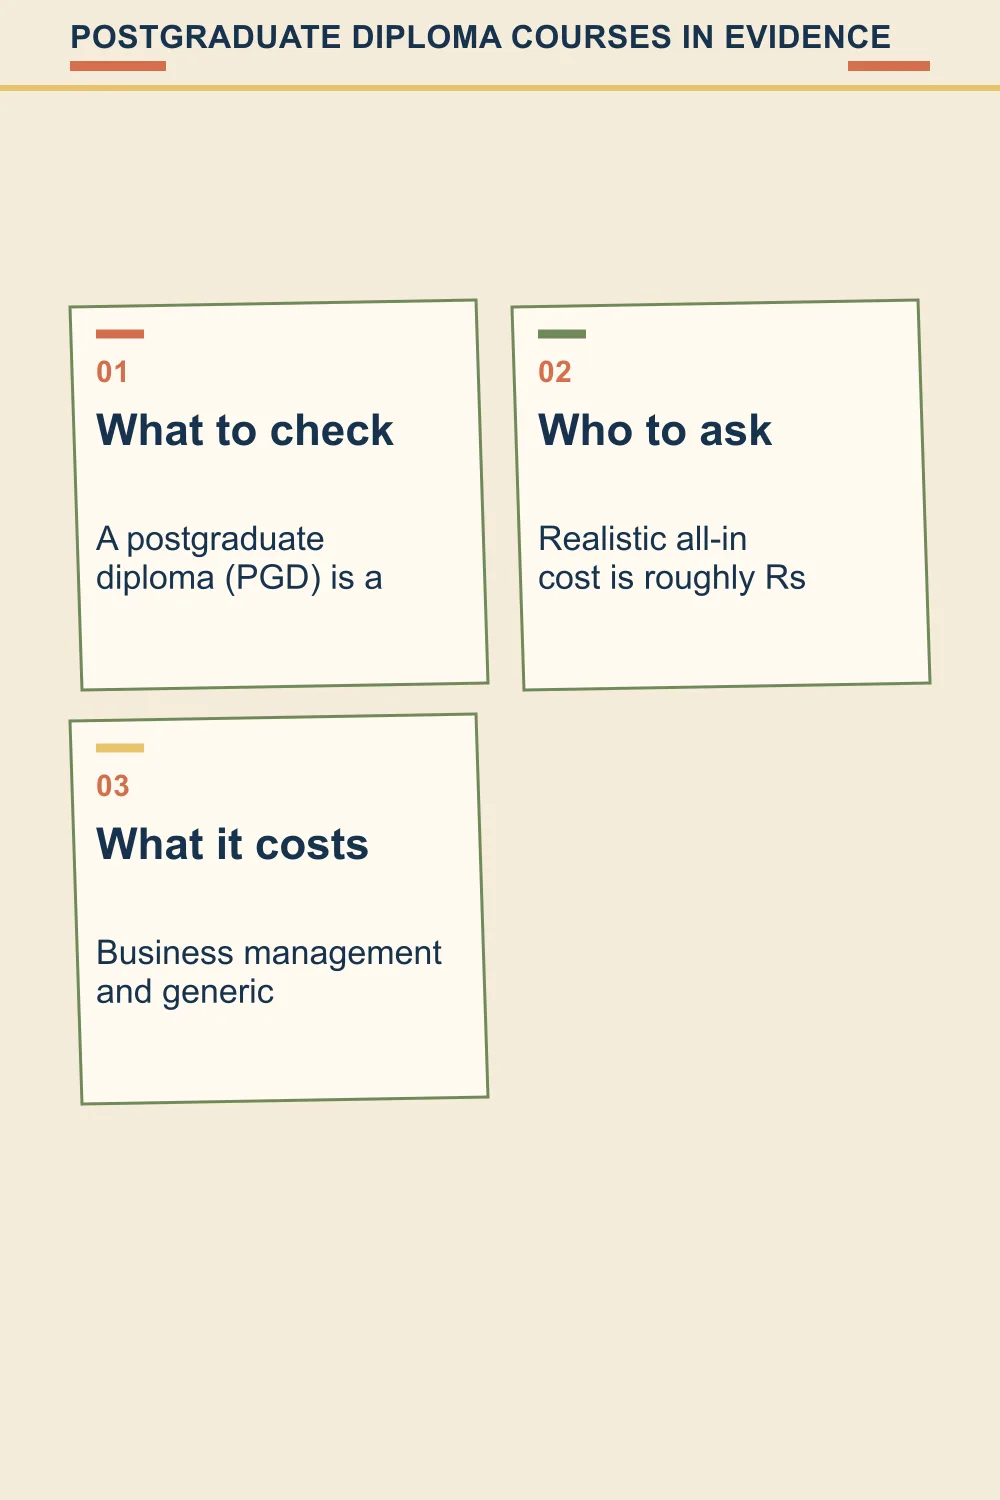 POSTGRADUATE DIPLOMA COURSES IN EVIDENCE
01
What to check
A postgraduate
diploma (PGD) is a
02
Who to ask
Realistic all-in
cost is roughly Rs
03
What it costs
Business management
and generic